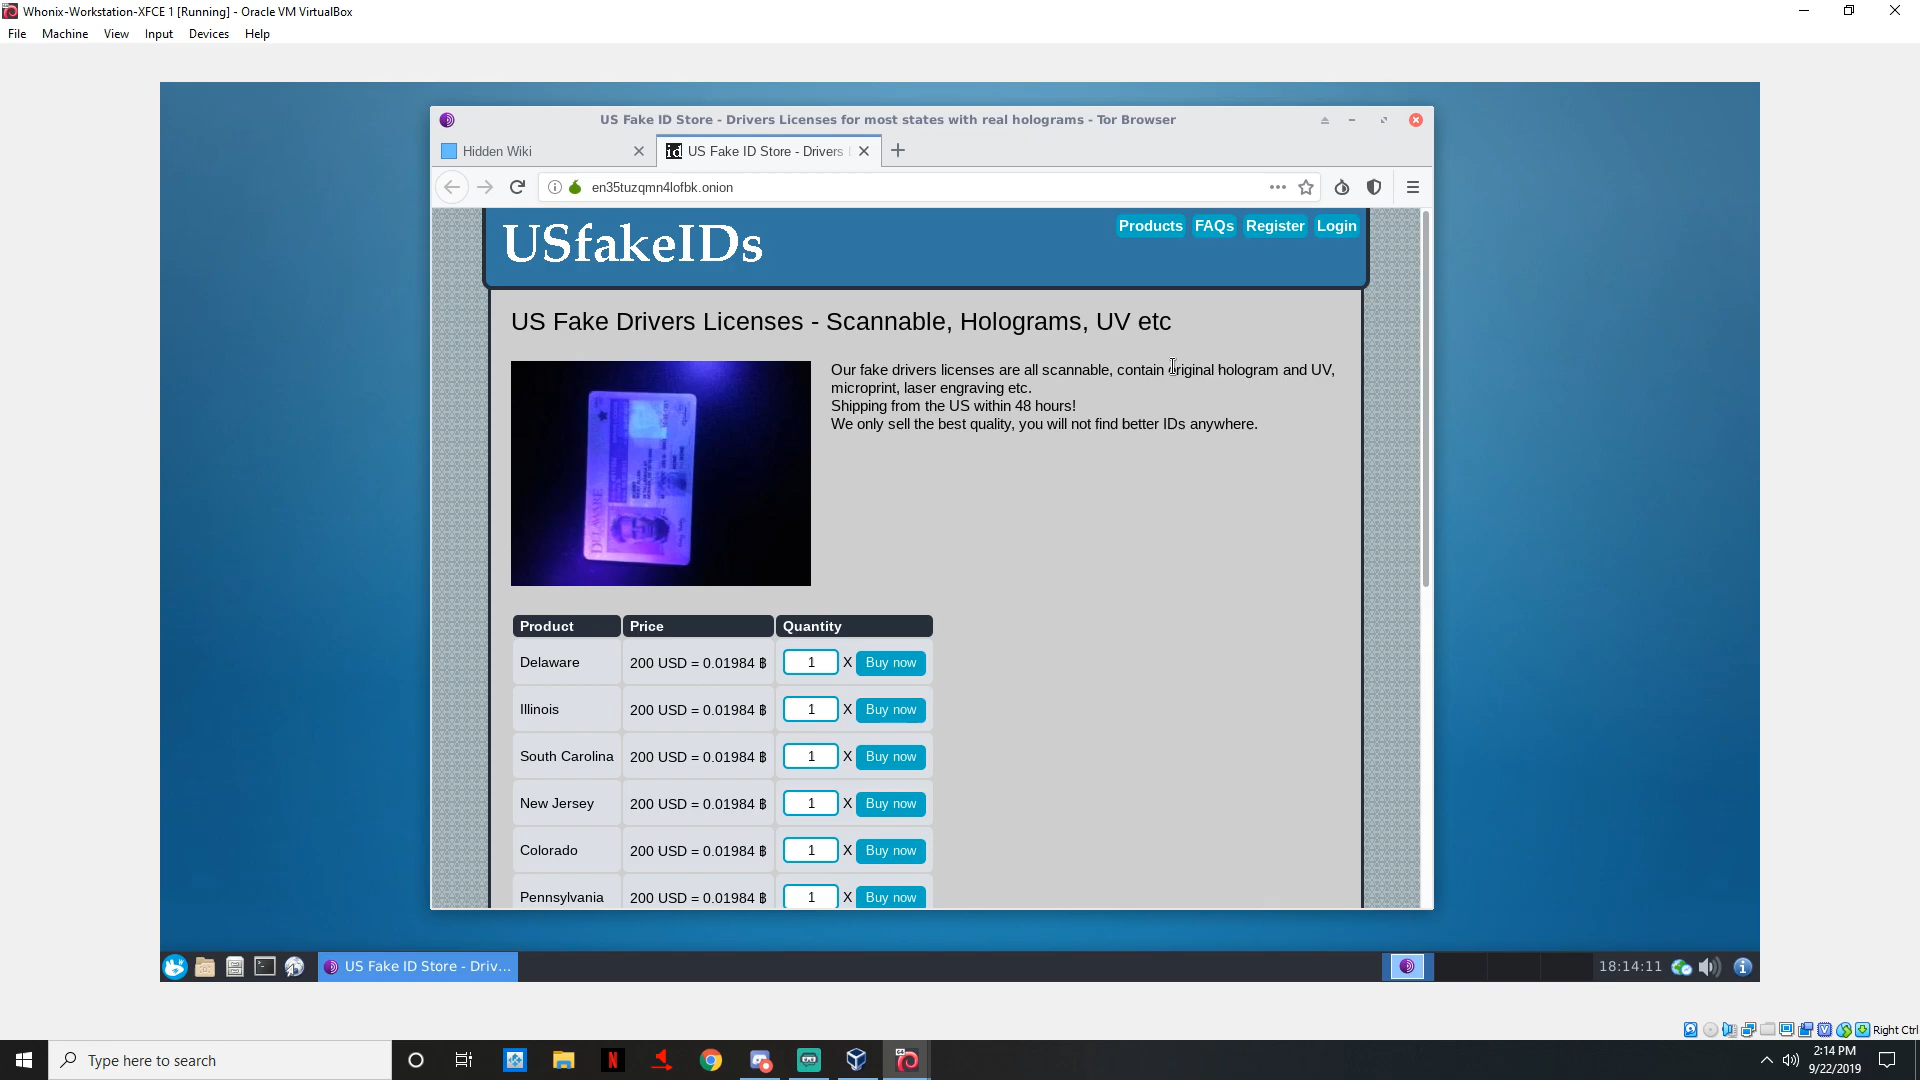 Whonix-Workstation-XFCE 1 [Running] - Oracle VM VirtualBox
File Machine View Input Devices Help
US Fake ID Store - Drivers Licenses for most states with real holograms - Tor Browser
Hidden Wiki
US Fake ID Store - Drivers
en35tuzqmn4lofbk.onion
USfakeIDs
Products FAQs Register Login
US Fake Drivers Licenses - Scannable, Holograms, UV etc
Our fake drivers licenses are all scannable, contain original hologram and UV,
microprint, laser engraving etc.
Shipping from the US within 48 hours!
We only sell the best quality, you will not find better IDs anywhere.
DELAWARE
Product Price Quantity
Delaware 200 USD = 0.01984 ฿ 1 X Buy now
Illinois 200 USD = 0.01984 ฿ 1 X Buy now
South Carolina 200 USD = 0.01984 ฿ 1 X Buy now
New Jersey 200 USD = 0.01984 ฿ 1 X Buy now
Colorado 200 USD = 0.01984 ฿ 1 X Buy now
Pennsylvania 200 USD = 0.01984 ฿ 1 X Buy now
US Fake ID Store - Driv... 18:14:11
Right Ctrl
Type here to search
2:14 PM
9/22/2019